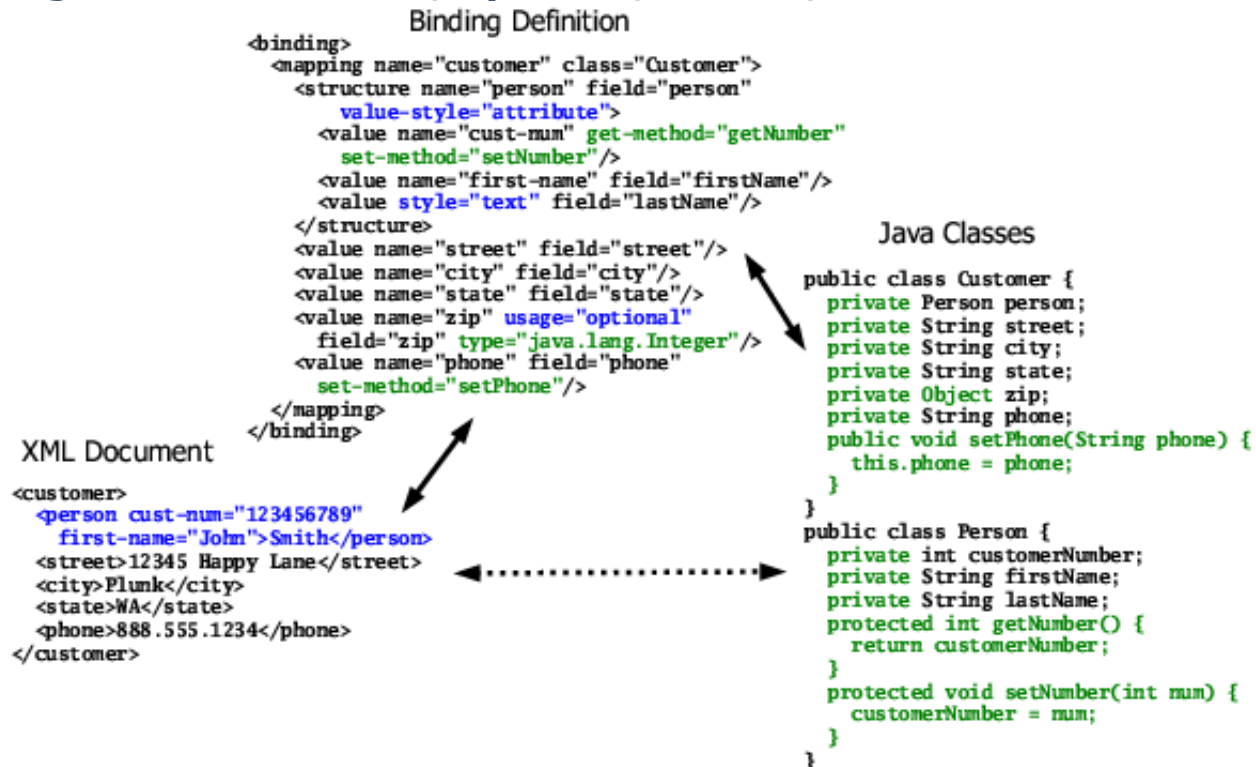 Binding Definition
<binding>
<mapping name="customer" class="Customer">
<structure name="person" field="person"
value-style="attribute">
<value name="cust-num" get-method="getNumber"
set-method="setNumber"/>
<value name="first-name" field="firstName"/>
<value style="text" field="lastName"/>
</structure>
<value name="street" field="street"/>
<value name="city" field="city"/>
<value name="state" field="state"/>
<value name="zip" usage="optional"
field="zip" type="java.lang.Integer"/>
<value name="phone" field="phone"
set-method="setPhone"/>
</mapping>
</binding>
Java Classes
public class Customer {
private Person person;
private String street;
private String city;
private String state;
private Object zip;
private String phone;
public void setPhone(String phone) {
this.phone = phone;
}
}
public class Person {
private int customerNumber;
private String firstName;
private String lastName;
protected int getNumber() {
return customerNumber;
}
protected void setNumber(int num) {
customerNumber = num;
}
}
XML Document
<customer>
<person cust-num="123456789"
first-name="John">Smith</person>
<street>12345 Happy Lane</street>
<city>Plunk</city>
<state>WA</state>
<phone>888.555.1234</phone>
</customer>